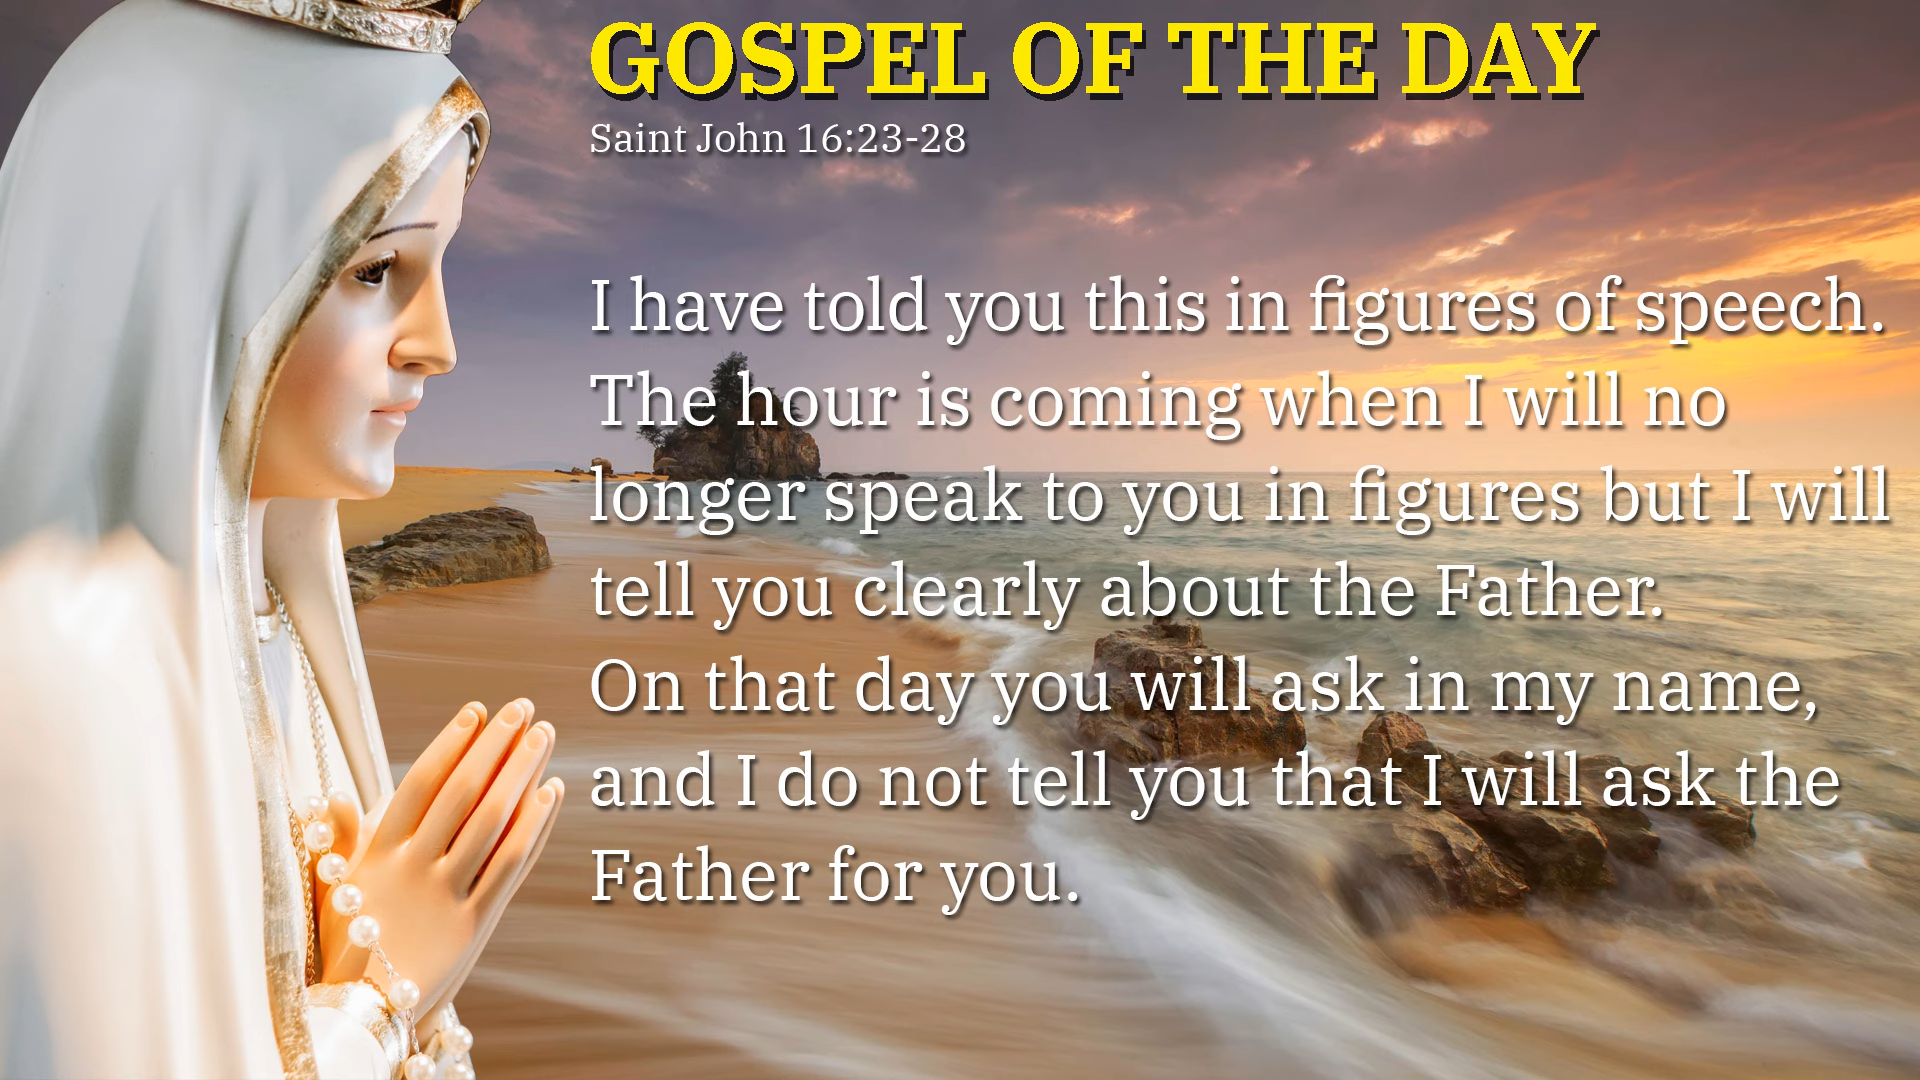 GOSPEL OF THE DAY
Saint John 16:23-28
I have told you this in figures of speech.
The hour is coming when I will no
longer speak to you in figures but I will
tell you clearly about the Father.
On that day you will ask in my name,
and I do not tell you that I will ask the
Father for you.